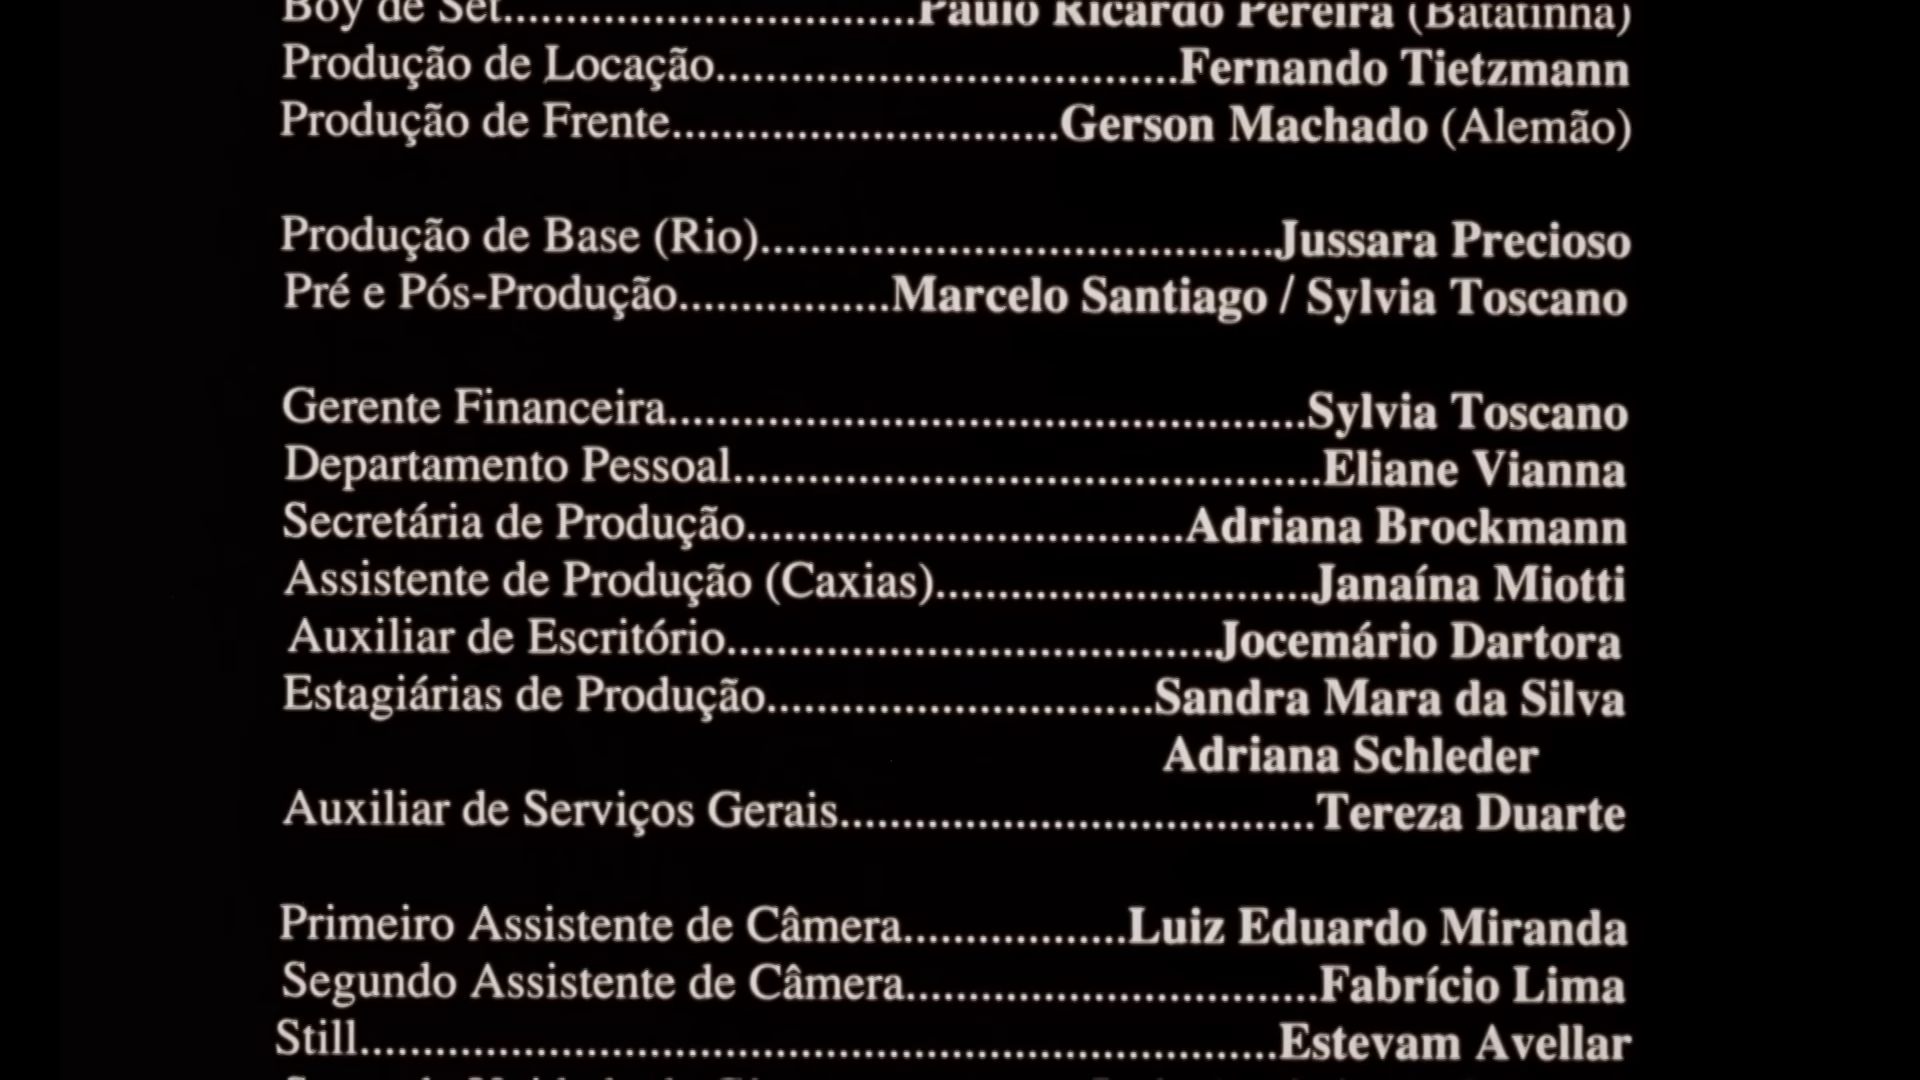 Boy de Set.................................Paulo Ricardo Pereira (Batatinha)
Produção de Locação.....................................Fernando Tietzmann
Produção de Frente...............................Gerson Machado (Alemão)
Produção de Base (Rio).........................................Jussara Precioso
Pré e Pós-Produção.................Marcelo Santiago / Sylvia Toscano
Gerente Financeira...................................................Sylvia Toscano
Departamento Pessoal...............................................Eliane Vianna
Secretária de Produção...................................Adriana Brockmann
Assistente de Produção (Caxias)..............................Janaína Miotti
Auxiliar de Escritório.......................................Jocemário Dartora
Estagiárias de Produção...............................Sandra Mara da Silva
Adriana Schleder
Auxiliar de Serviços Gerais......................................Tereza Duarte
Primeiro Assistente de Câmera..................Luiz Eduardo Miranda
Segundo Assistente de Câmera.................................Fabrício Lima
Still.........................................................................Estevam Avellar